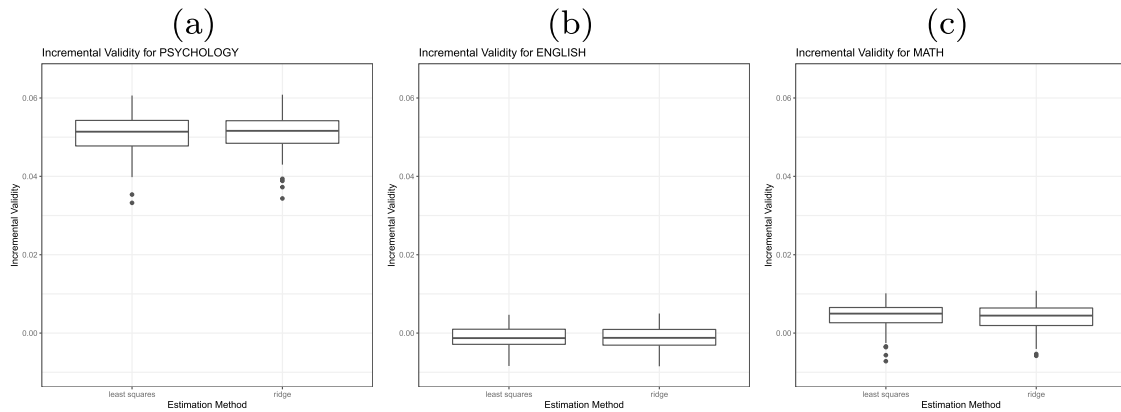 (a)
Incremental Validity for PSYCHOLOGY
Incremental Validity
0.06
0.04
0.02
0.00
least squares
ridge
Estimation Method
(b)
Incremental Validity for ENGLISH
Incremental Validity
0.06
0.04
0.02
0.00
least squares
ridge
Estimation Method
(c)
Incremental Validity for MATH
Incremental Validity
0.06
0.04
0.02
0.00
least squares
ridge
Estimation Method